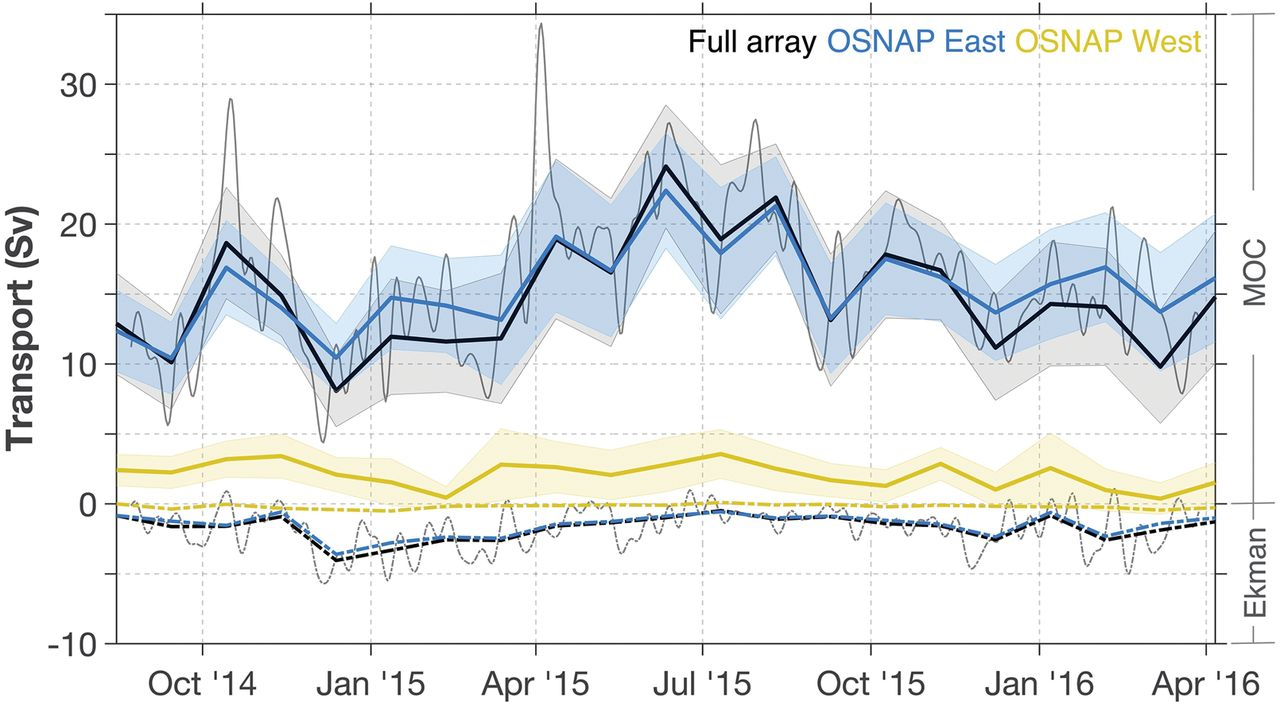 Full array OSNAP East OSNAP West
Transport (Sv)
30
20
10
0
-10
Oct '14 Jan '15 Apr '15 Jul '15 Oct '15 Jan '16 Apr '16
MOC
Ekman